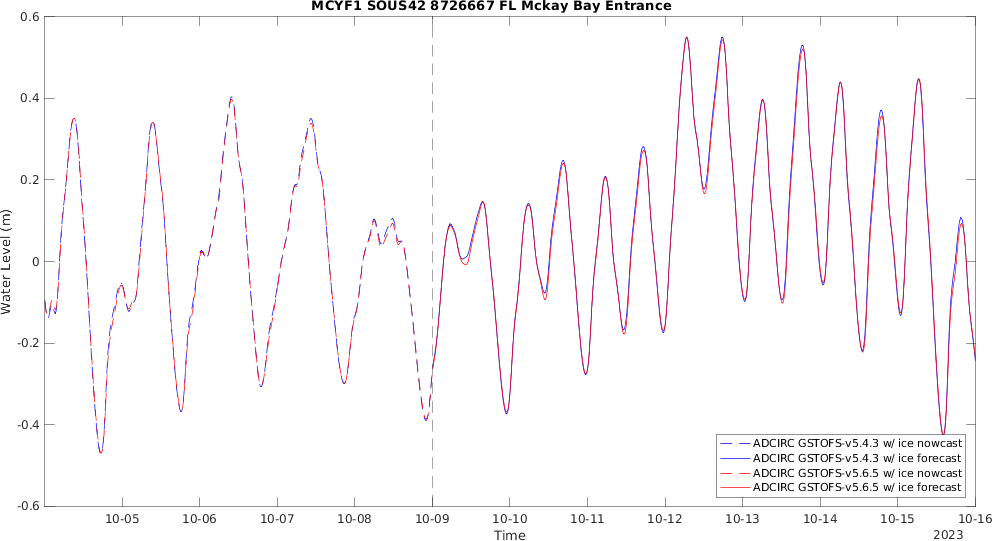 MCYF1 SOUS42 8726667 FL Mckay Bay Entrance
0.6
0.4
0.2
0
-0.2
-0.4
-0.6
Water Level (m)
10-05 10-06 10-07 10-08 10-09 10-10 10-11 10-12 10-13 10-14 10-15 10-16
Time
2023
ADCIRC GSTOFS-v5.4.3 w/ ice nowcast
ADCIRC GSTOFS-v5.4.3 w/ ice forecast
ADCIRC GSTOFS-v5.6.5 w/ ice nowcast
ADCIRC GSTOFS-v5.6.5 w/ ice forecast